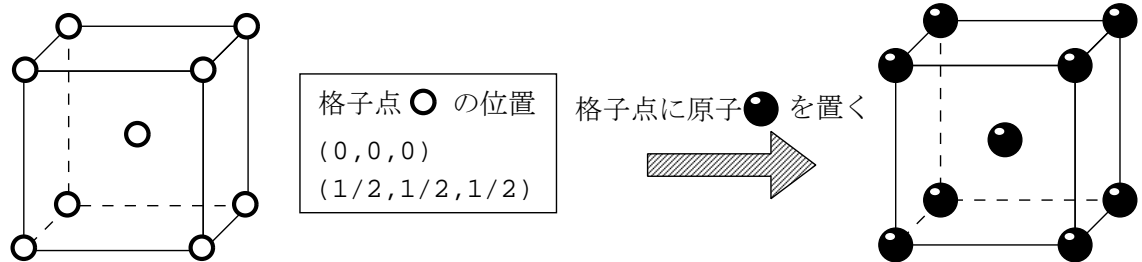 格子点 の位置
(0,0,0)
(1/2,1/2,1/2)
格子点に原子 を置く